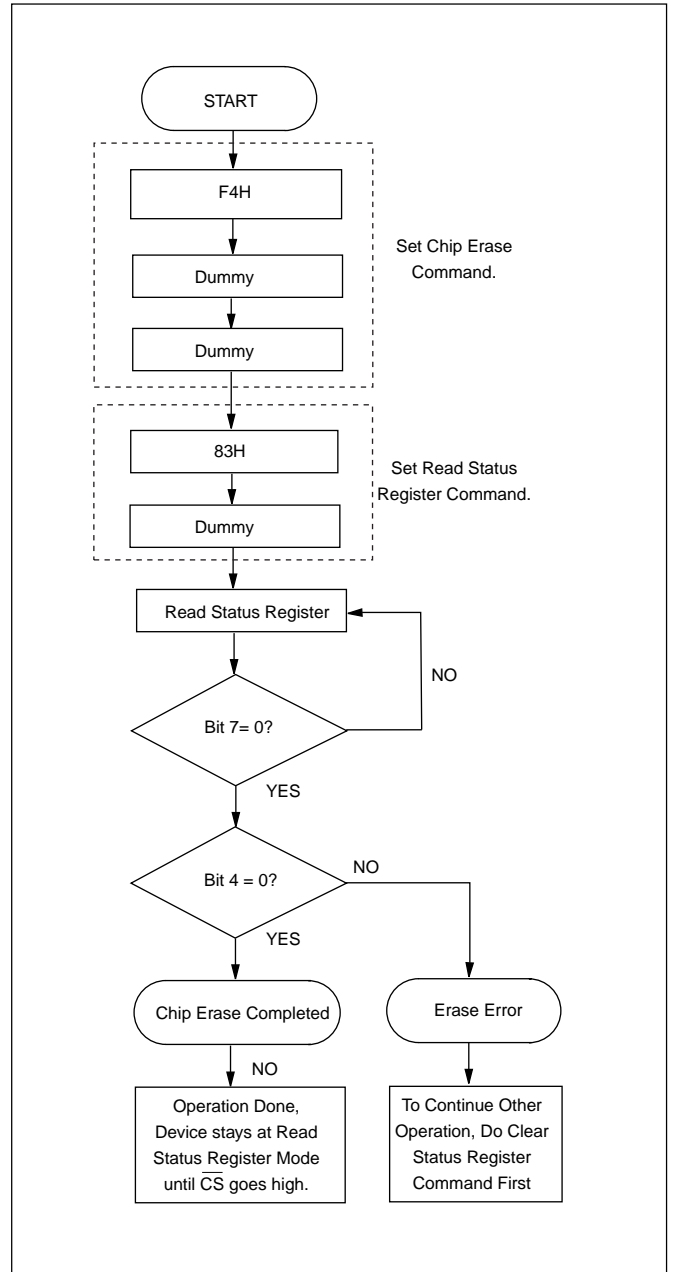 START
F4H
Dummy
Dummy
Set Chip Erase
Command.
83H
Dummy
Set Read Status
Register Command.
Read Status Register
NO
Bit 7= 0?
YES
Bit 4 = 0?
NO
YES
Chip Erase Completed
Erase Error
NO
Operation Done,
Device stays at Read
Status Register Mode
until CS goes high.
To Continue Other
Operation, Do Clear
Status Register
Command First